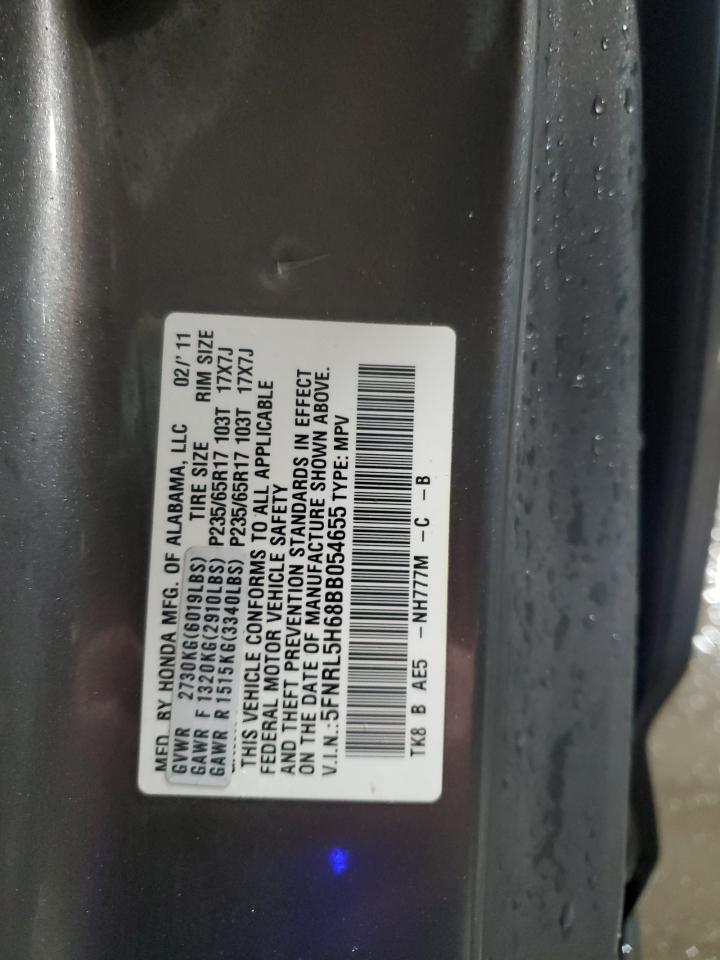 MFD. BY HONDA MFG. OF ALABAMA, LLC 02/'11
GVWR 2730KG(6019LBS) TIRE SIZE RIM SIZE
GAWR F 1320KG(2910LBS) P235/65R17 103T 17X7J
GAWR R 1515KG(3340LBS) P235/65R17 103T 17X7J
THIS VEHICLE CONFORMS TO ALL APPLICABLE
FEDERAL MOTOR VEHICLE SAFETY
AND THEFT PREVENTION STANDARDS IN EFFECT
ON THE DATE OF MANUFACTURE SHOWN ABOVE.
V.I.N.: 5FNRL5H68BB054655 TYPE: MPV
TK8 B AE5 -NH777M -C -B